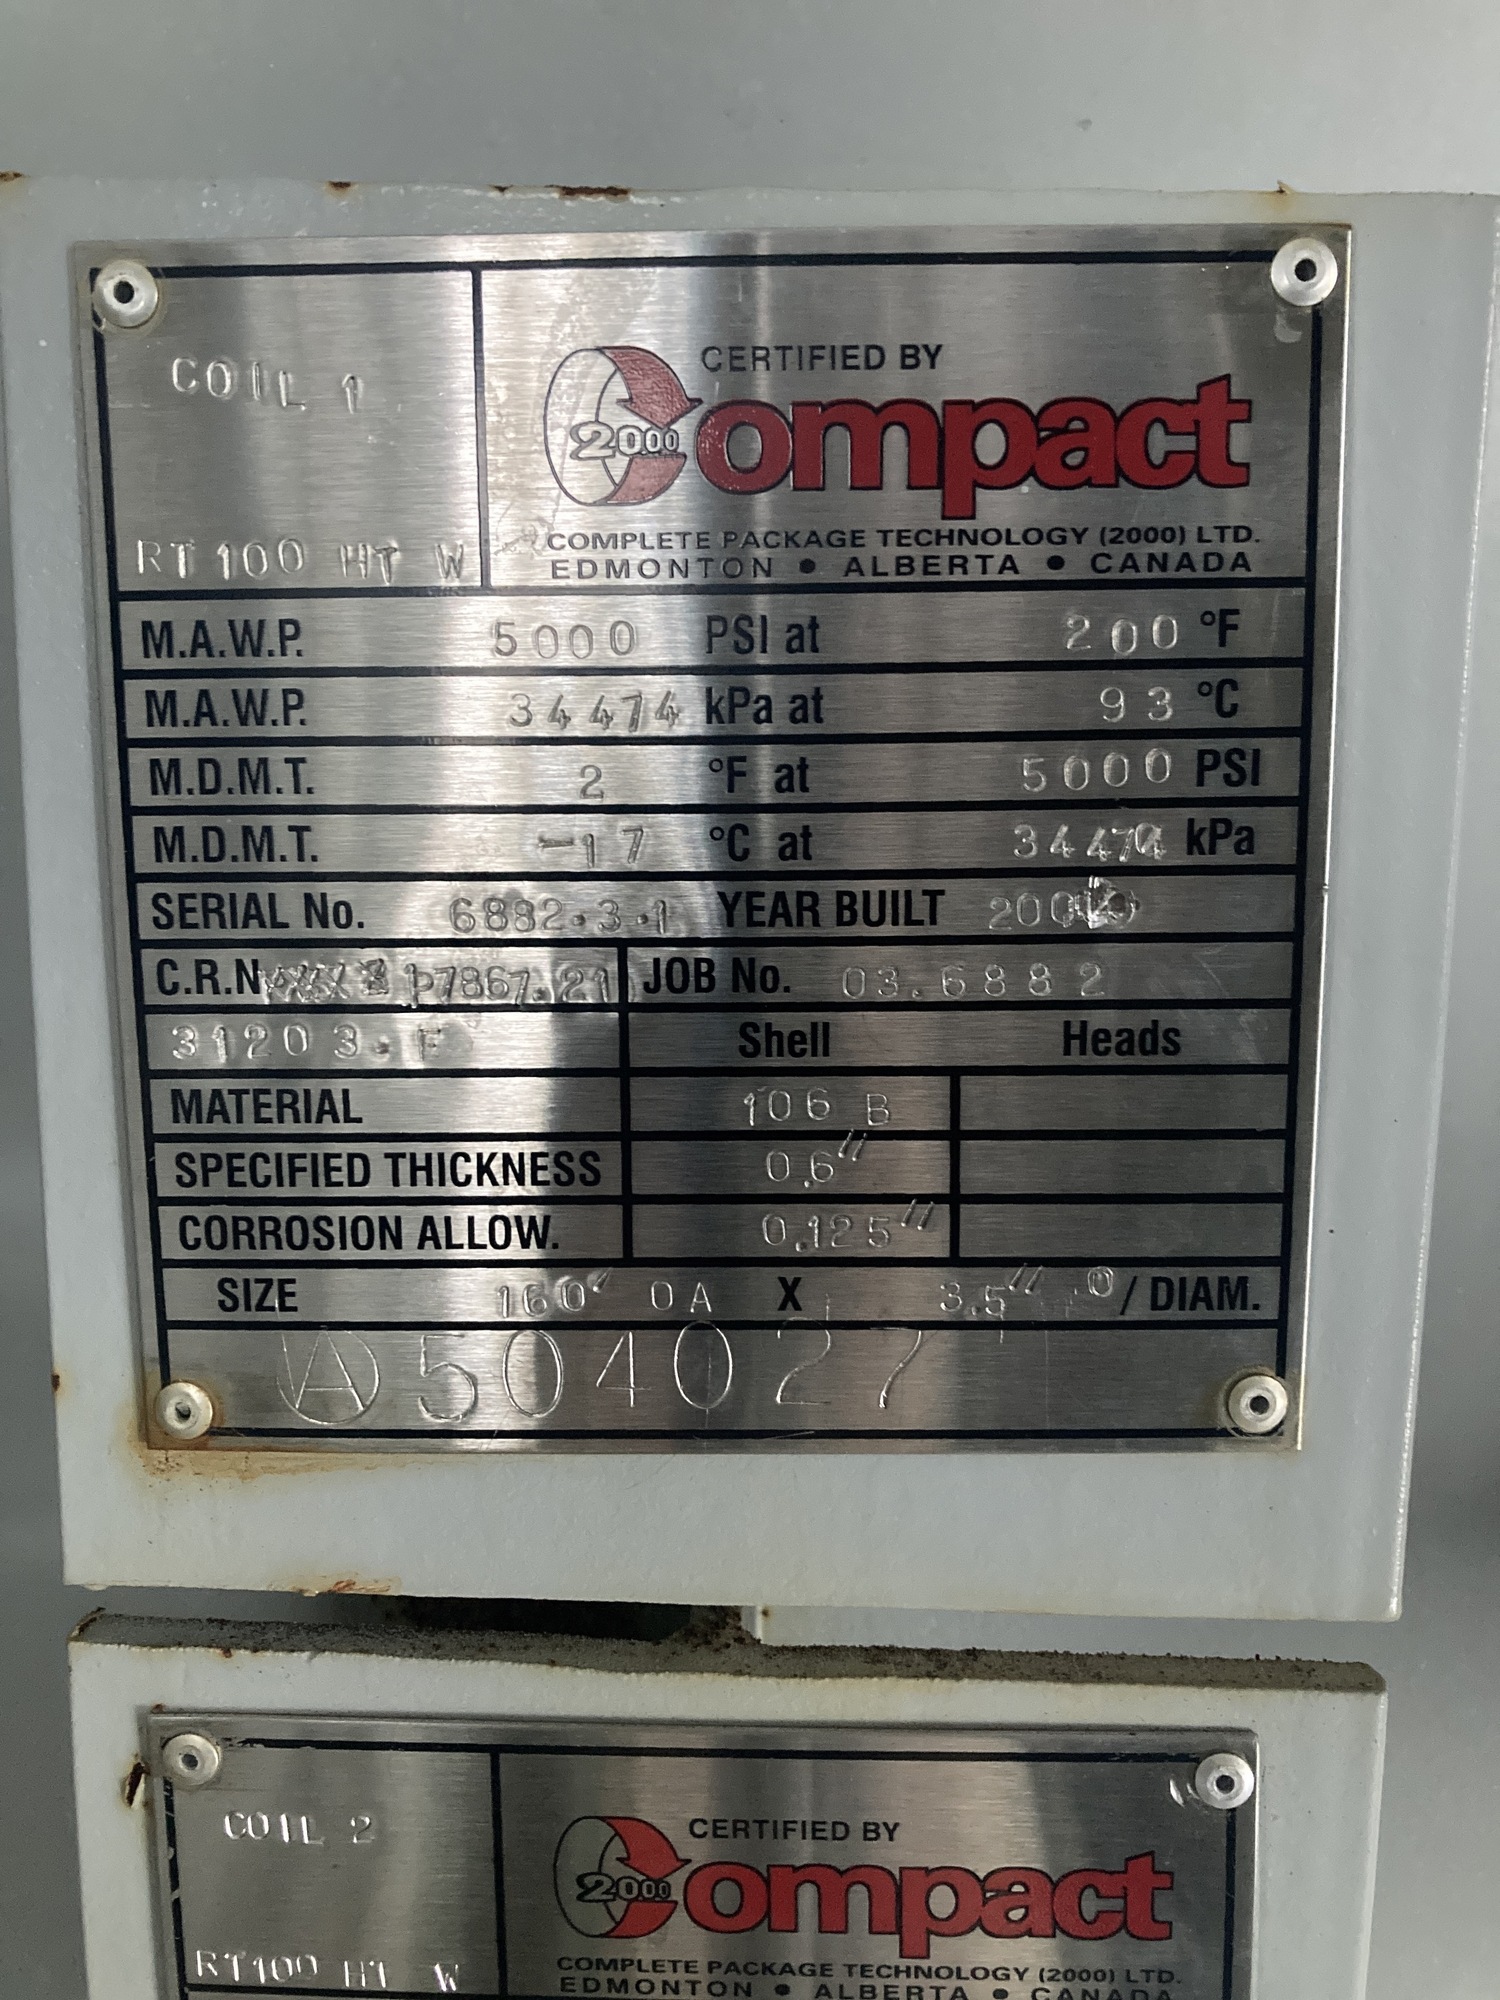 COIL 1
CERTIFIED BY
2000
Compact
COMPLETE PACKAGE TECHNOLOGY (2000) LTD.
EDMONTON • ALBERTA • CANADA
RT 100 HT W
M.A.W.P. 5000 PSI at 200 °F
M.A.W.P. 34474 kPa at 93 °C
M.D.M.T. 2 °F at 5000 PSI
M.D.M.T. -17 °C at 34474 kPa
SERIAL No. 6882.3.1 YEAR BUILT
C.R.N. P7867.21 JOB No. 03.6882
31203.F Shell Heads
MATERIAL 106 B
SPECIFIED THICKNESS 0.6"
CORROSION ALLOW. 0.125"
SIZE 160' OA X 3.5" O/DIAM.
A 504027
COIL 2
CERTIFIED BY
2000
Compact
COMPLETE PACKAGE TECHNOLOGY (2000) LTD.
EDMONTON • ALBERTA • CANADA
RT100 HT W